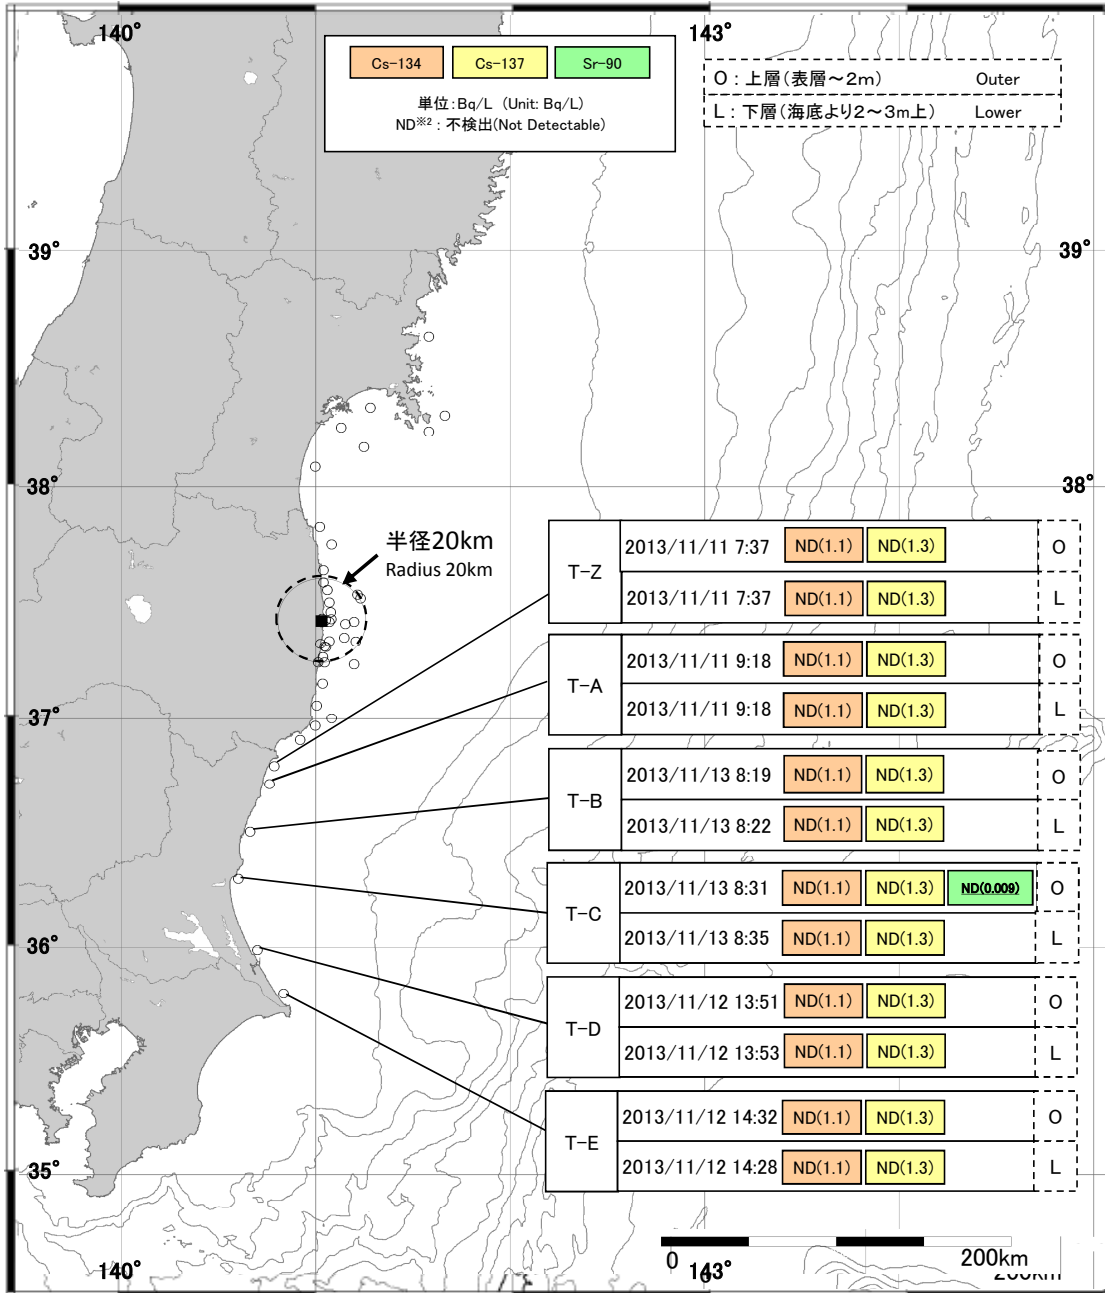 140°
143°
Cs-134 Cs-137 Sr-90
単位:Bq/L (Unit: Bq/L)
ND※2 : 不検出(Not Detectable)
O : 上層(表層～2m) Outer
L : 下層(海底より2～3m上) Lower
39°
39°
38°
38°
半径20km
Radius 20km
T-Z
2013/11/11 7:37 ND(1.1) ND(1.3) O
2013/11/11 7:37 ND(1.1) ND(1.3) L
T-A
2013/11/11 9:18 ND(1.1) ND(1.3) O
2013/11/11 9:18 ND(1.1) ND(1.3) L
37°
T-B
2013/11/13 8:19 ND(1.1) ND(1.3) O
2013/11/13 8:22 ND(1.1) ND(1.3) L
T-C
2013/11/13 8:31 ND(1.1) ND(1.3) ND(0.009) O
2013/11/13 8:35 ND(1.1) ND(1.3) L
36°
T-D
2013/11/12 13:51 ND(1.1) ND(1.3) O
2013/11/12 13:53 ND(1.1) ND(1.3) L
T-E
2013/11/12 14:32 ND(1.1) ND(1.3) O
2013/11/12 14:28 ND(1.1) ND(1.3) L
35°
0 200km
140°
143°